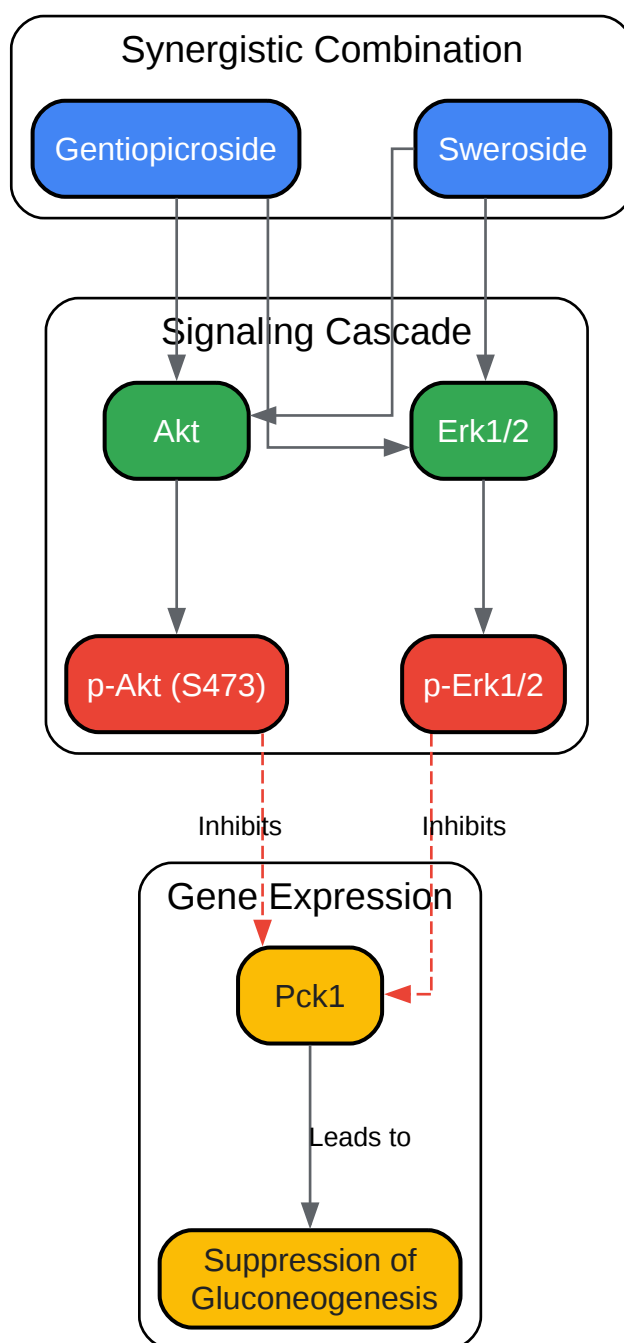 Synergistic Combination
Gentiopicroside
Sweroside
Signaling Cascade
Akt
Erk1/2
p-Akt (S473)
p-Erk1/2
Inhibits
Inhibits
Gene Expression
Pck1
Leads to
Suppression of
Gluconeogenesis